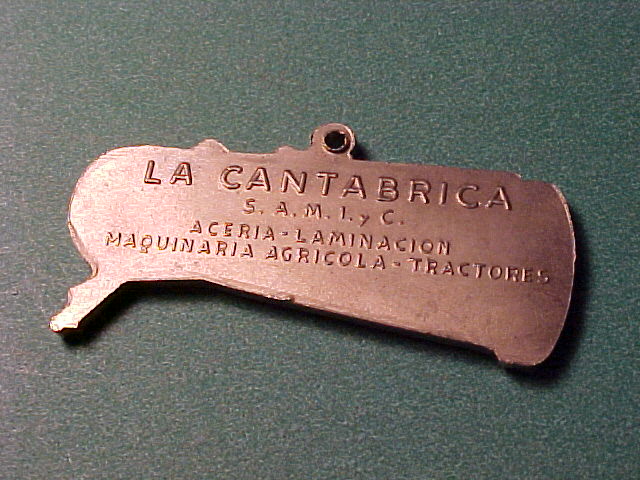 LA CANTABRICA
S. A. M. I. y C.
ACERIA - LAMINACION
MAQUINARIA AGRICOLA - TRACTORES